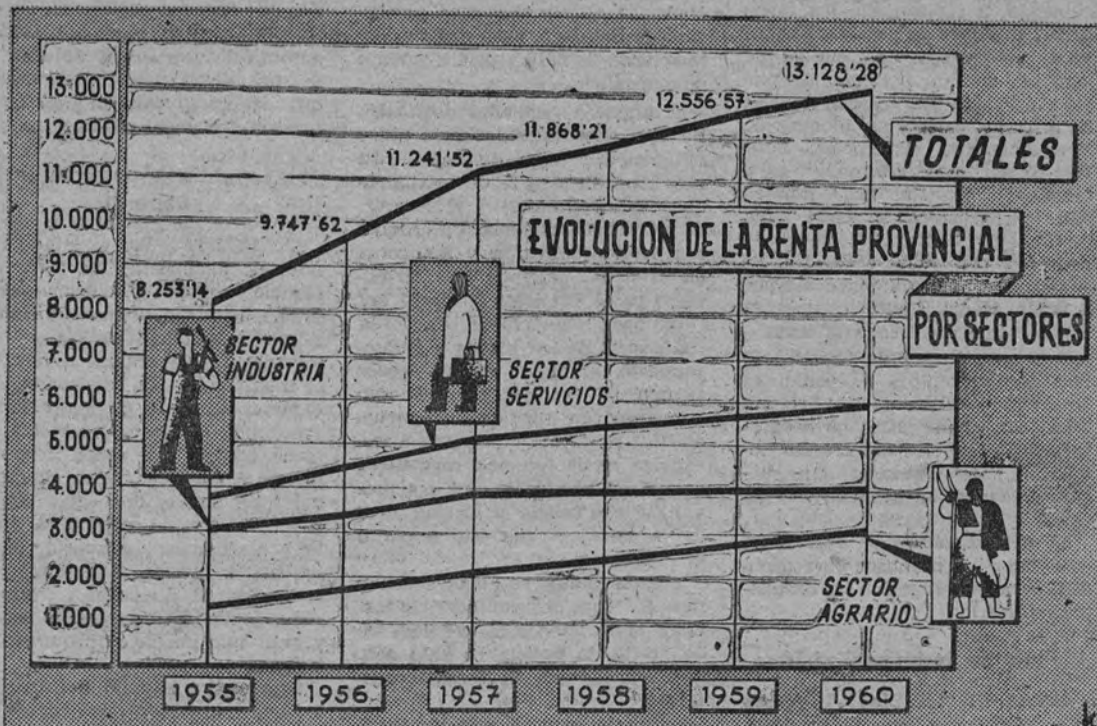 13.128'28
13.000
12.556'57
12.000
11.868'21
TOTALES
11.241'52
11.000
10.000
9.747'62
EVOLUCION DE LA RENTA PROVINCIAL
9.000
8.253'14
8.000
POR SECTORES
7.000
SECTOR
INDUSTRIA
SECTOR
SERVICIOS
6.000
5.000
4.000
3.000
2.000
SECTOR
AGRARIO
1.000
1955 1956 1957 1958 1959 1960